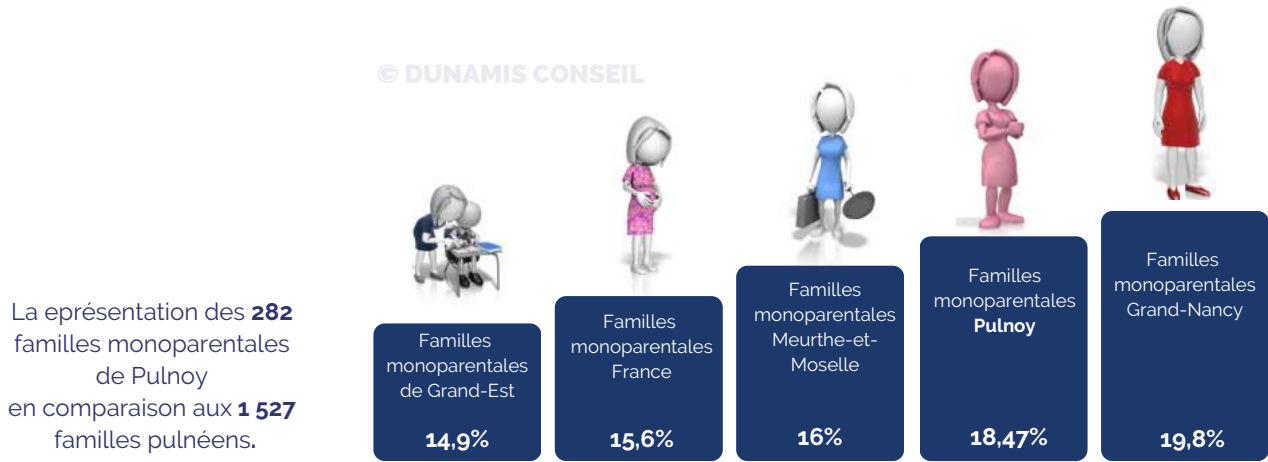 © DUNAMIS CONSEIL
La eprésentation des 282
familles monoparentales
de Pulnoy
en comparaison aux 1 527
familles pulnéens.
Familles
monoparentales
de Grand-Est
14,9%
Familles
monoparentales
France
15,6%
Familles
monoparentales
Meurthe-et-
Moselle
16%
Familles
monoparentales
Pulnoy
18,47%
Familles
monoparentales
Grand-Nancy
19,8%